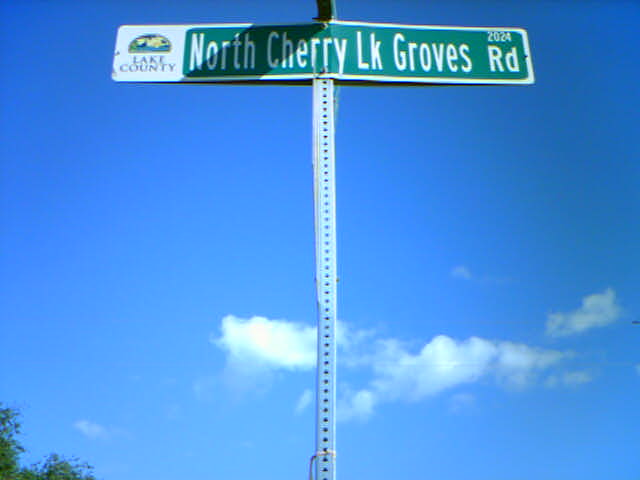 LAKE
COUNTY
North Cherry Lk Groves Rd
2024